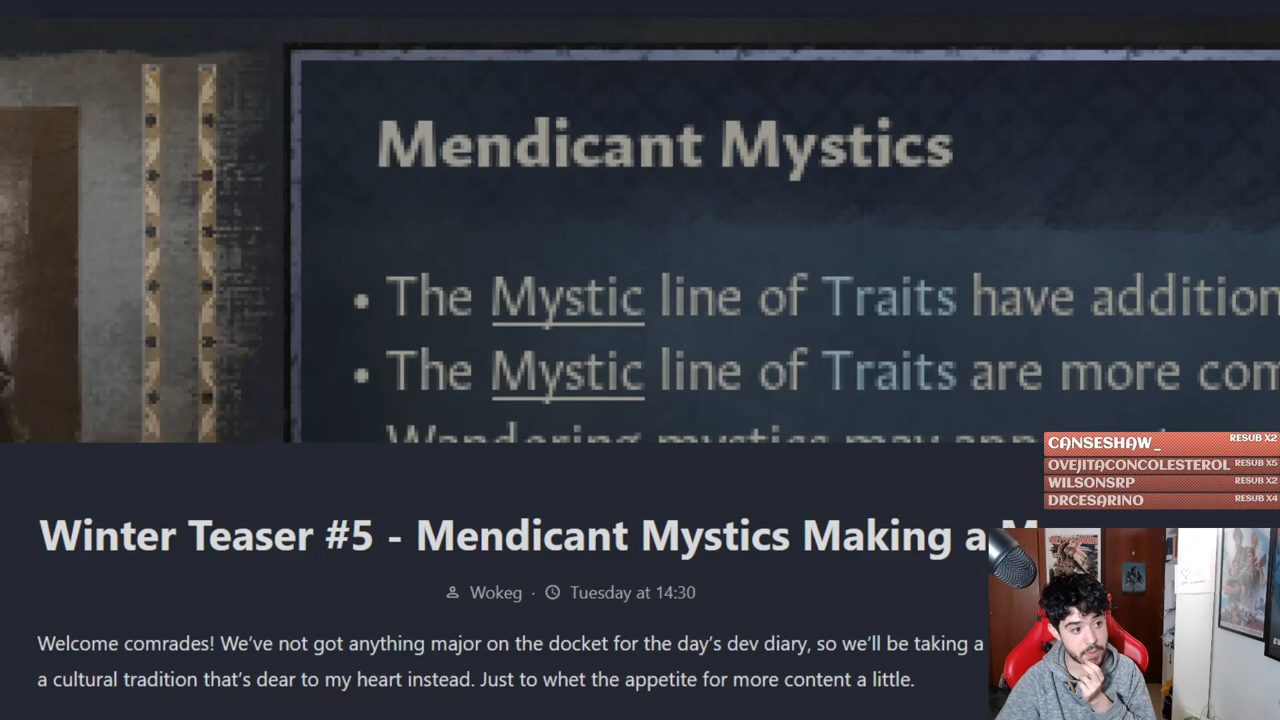 Mendicant Mystics
• The Mystic line of Traits have addition
• The Mystic line of Traits are more com
Wandering mystics may
CANSESHAW_ RESUB X2
OVEJITACONCOLESTEROL RESUB X5
WILSONSRP RESUB X2
DRCESARINO RESUB X4
Winter Teaser #5 - Mendicant Mystics Making a M
Wokeg · Tuesday at 14:30
Welcome comrades! We've not got anything major on the docket for the day's dev diary, so we'll be taking a
a cultural tradition that's dear to my heart instead. Just to whet the appetite for more content a little.